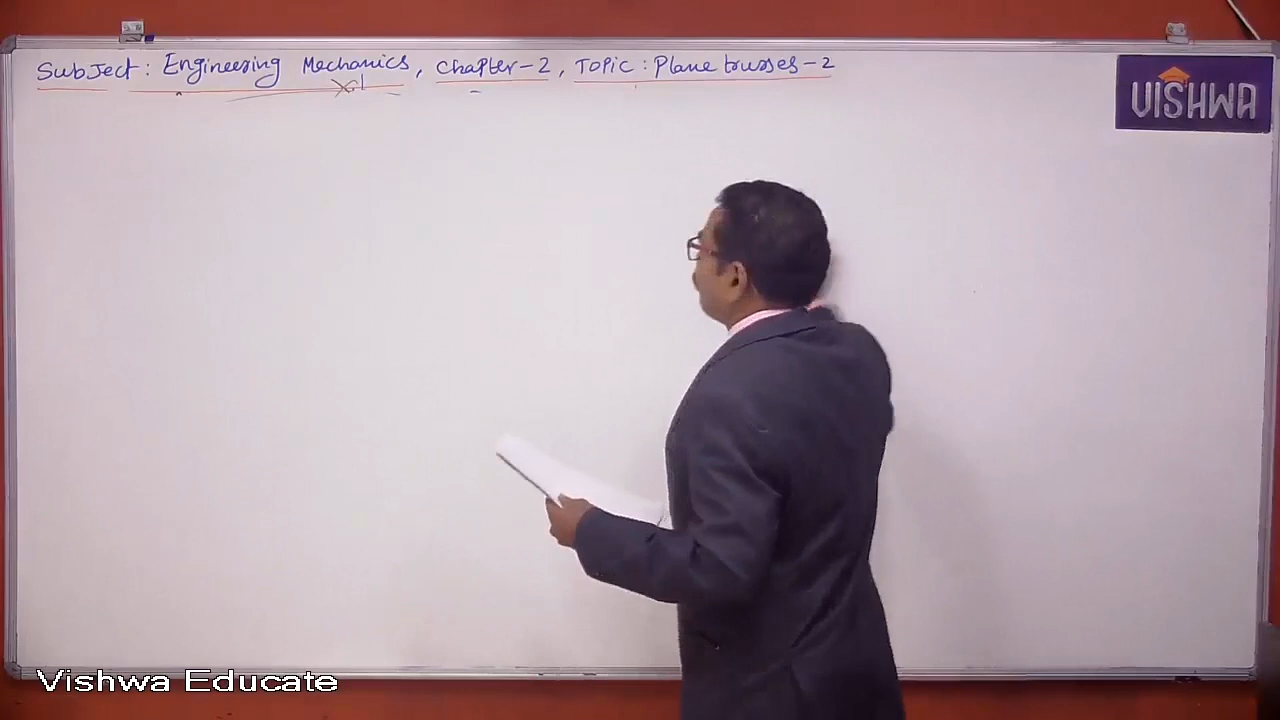 Subject : Engineering Mechanics, Chapter-2, Topic : Plane trusses-2
VISHWA
Vishwa Educate